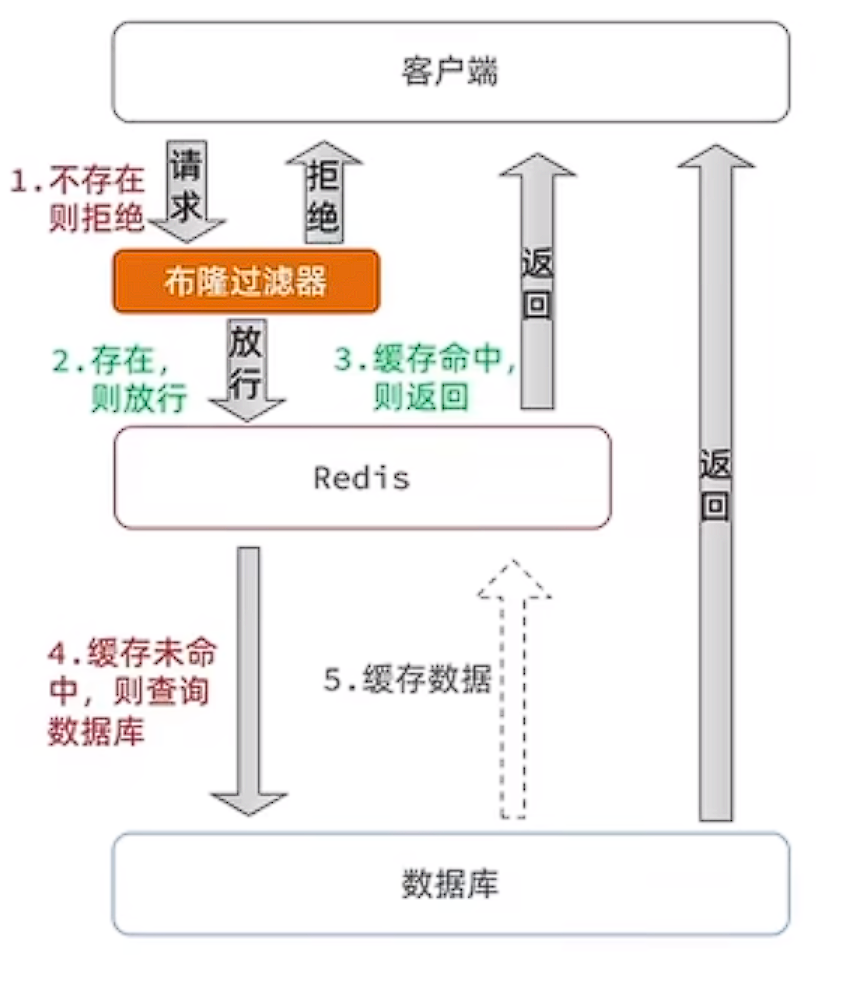 客户端
请
求
拒
绝
1.不存在
则拒绝
布隆过滤器
放
行
2.存在，
则放行
3.缓存命中，
则返回
返
回
Redis
返
回
4.缓存未命
中，则查询
数据库
5.缓存数据
数据库